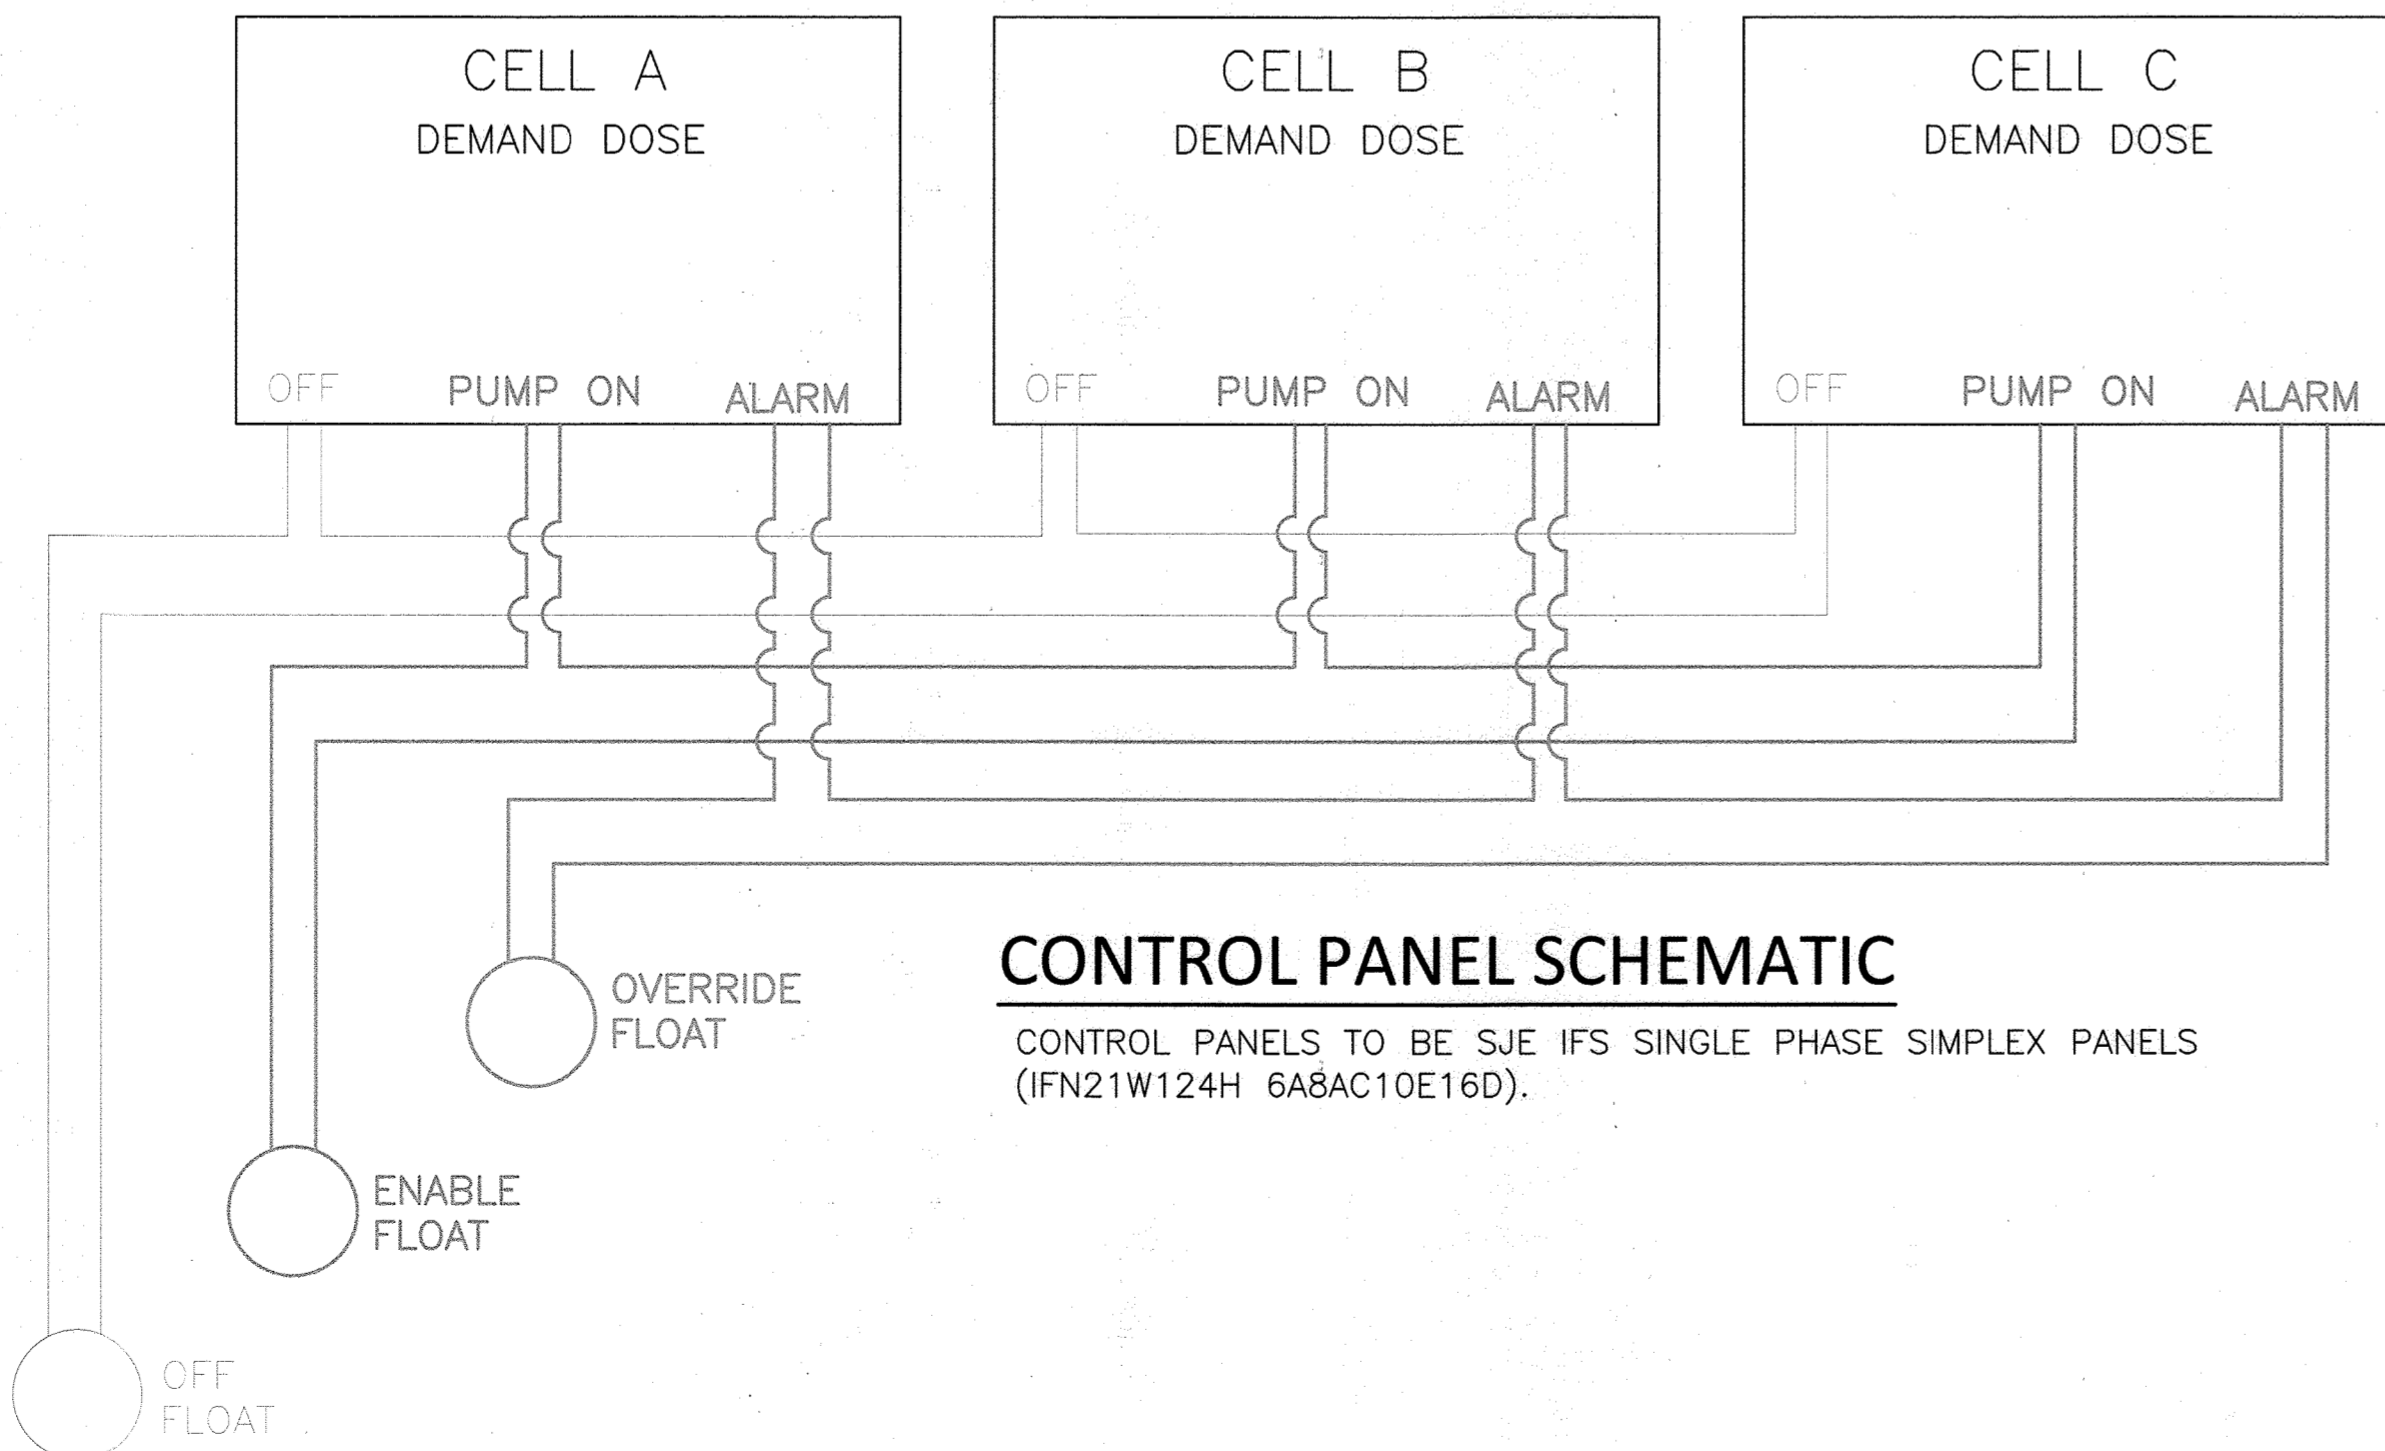 CELL A
DEMAND DOSE
OFF PUMP ON ALARM
CELL B
DEMAND DOSE
OFF PUMP ON ALARM
CELL C
DEMAND DOSE
OFF PUMP ON ALARM
OVERRIDE
FLOAT
CONTROL PANEL SCHEMATIC
CONTROL PANELS TO BE SJE IFS SINGLE PHASE SIMPLEX PANELS
(IFN21W124H 6A8AC10E16D).
ENABLE
FLOAT
OFF
FLOAT